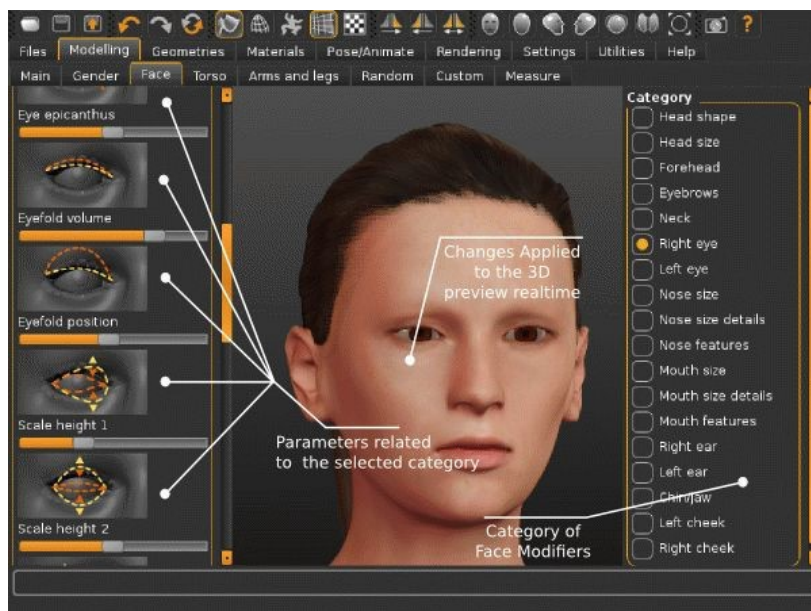 Files Modelling Geometries Materials Pose/Animate Rendering Settings Utilities Help
Main Gender Face Torso Arms and legs Random Custom Measure
Eye epicanthus
Eyefold volume
Eyefold position
Scale height 1
Scale height 2
Changes Applied
to the 3D
preview realtime
Parameters related
to the selected category
Category of
Face Modifiers
Category
Head shape
Head size
Forehead
Eyebrows
Neck
Right eye
Left eye
Nose size
Nose size details
Nose features
Mouth size
Mouth size details
Mouth features
Right ear
Left ear
Chin/jaw
Left cheek
Right cheek